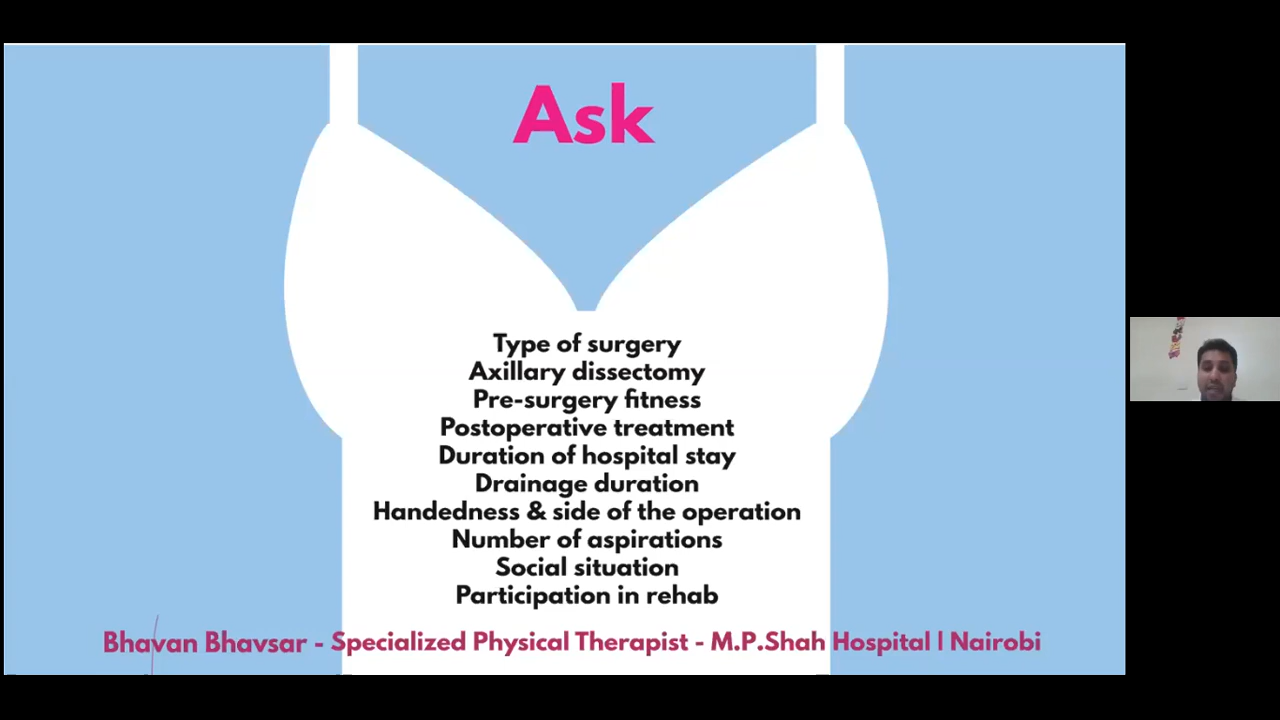 Ask
Type of surgery
Axillary dissectomy
Pre-surgery fitness
Postoperative treatment
Duration of hospital stay
Drainage duration
Handedness & side of the operation
Number of aspirations
Social situation
Participation in rehab
Bhavan Bhavsar - Specialized Physical Therapist - M.P.Shah Hospital | Nairobi